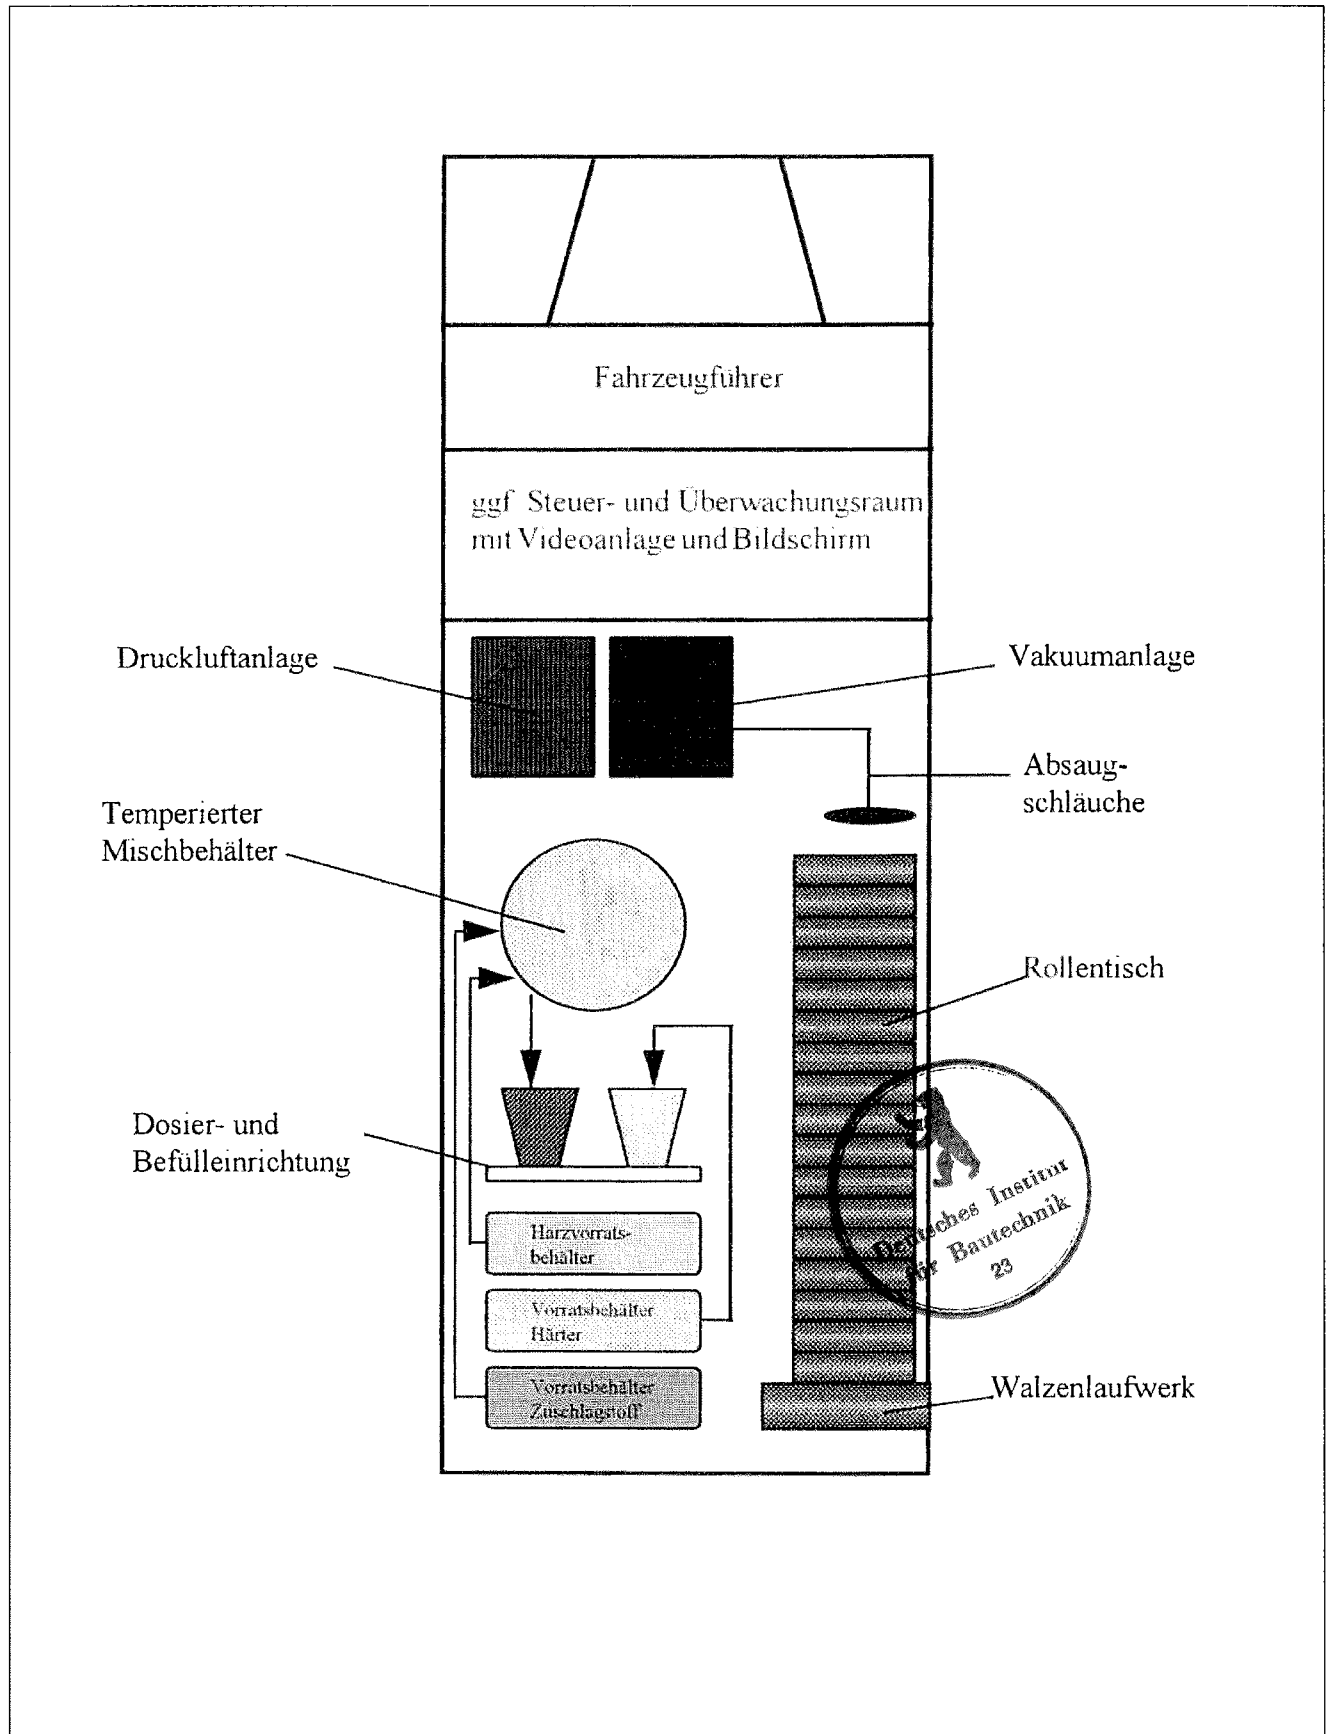 Fahrzeugführer
ggf Steuer- und Überwachungsraum
mit Videoanlage und Bildschirm
Druckluftanlage
Vakuumanlage
Absaug-
schläuche
Temperierter
Mischbehälter
Rollentisch
Dosier- und
Befülleinrichtung
Harzvorrats-
behälter
Vorratsbehälter
Härter
Vorratsbehälter
Zuschlagstoff
Deutsches Institut
für Bautechnik
23
Walzenlaufwerk